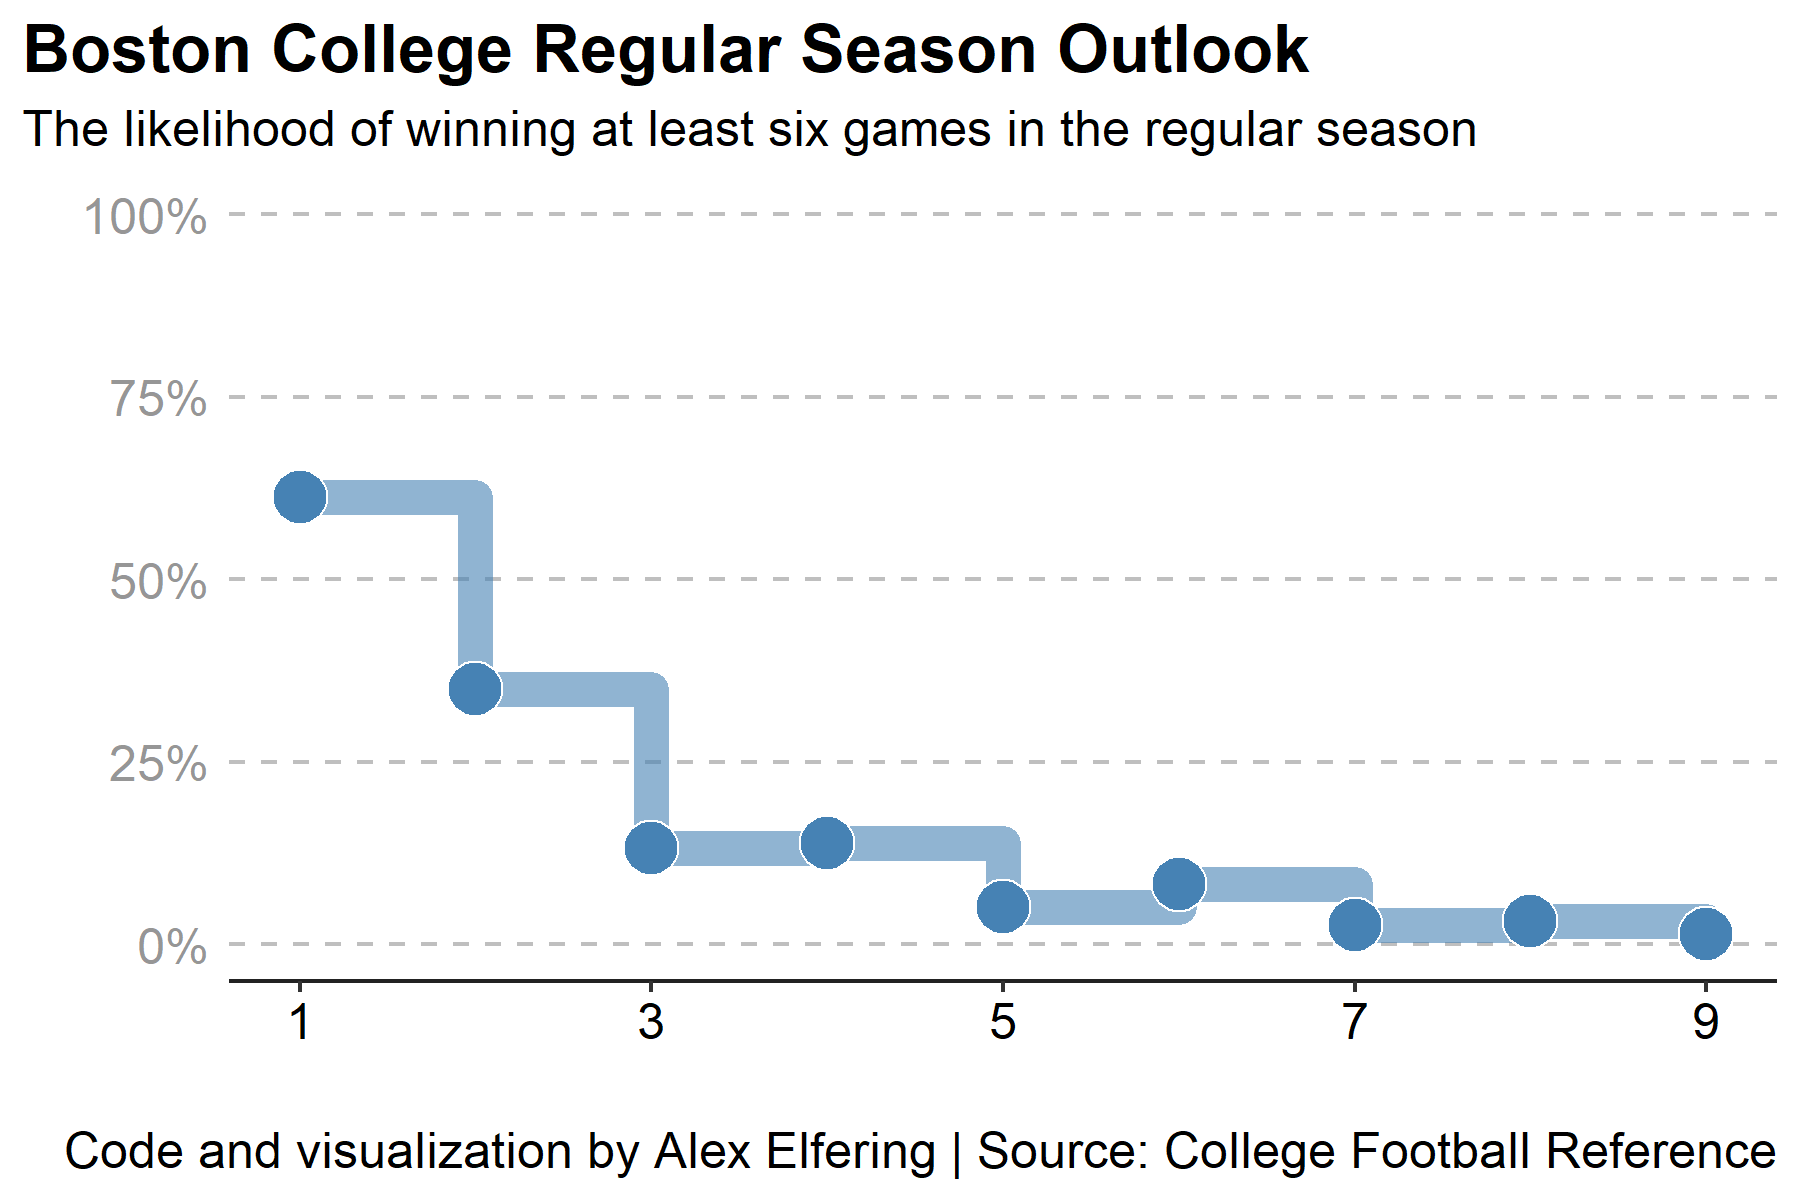 Boston College Regular Season Outlook
The likelihood of winning at least six games in the regular season
100%
75%
50%
25%
0%
1 3 5 7 9
Code and visualization by Alex Elfering | Source: College Football Reference